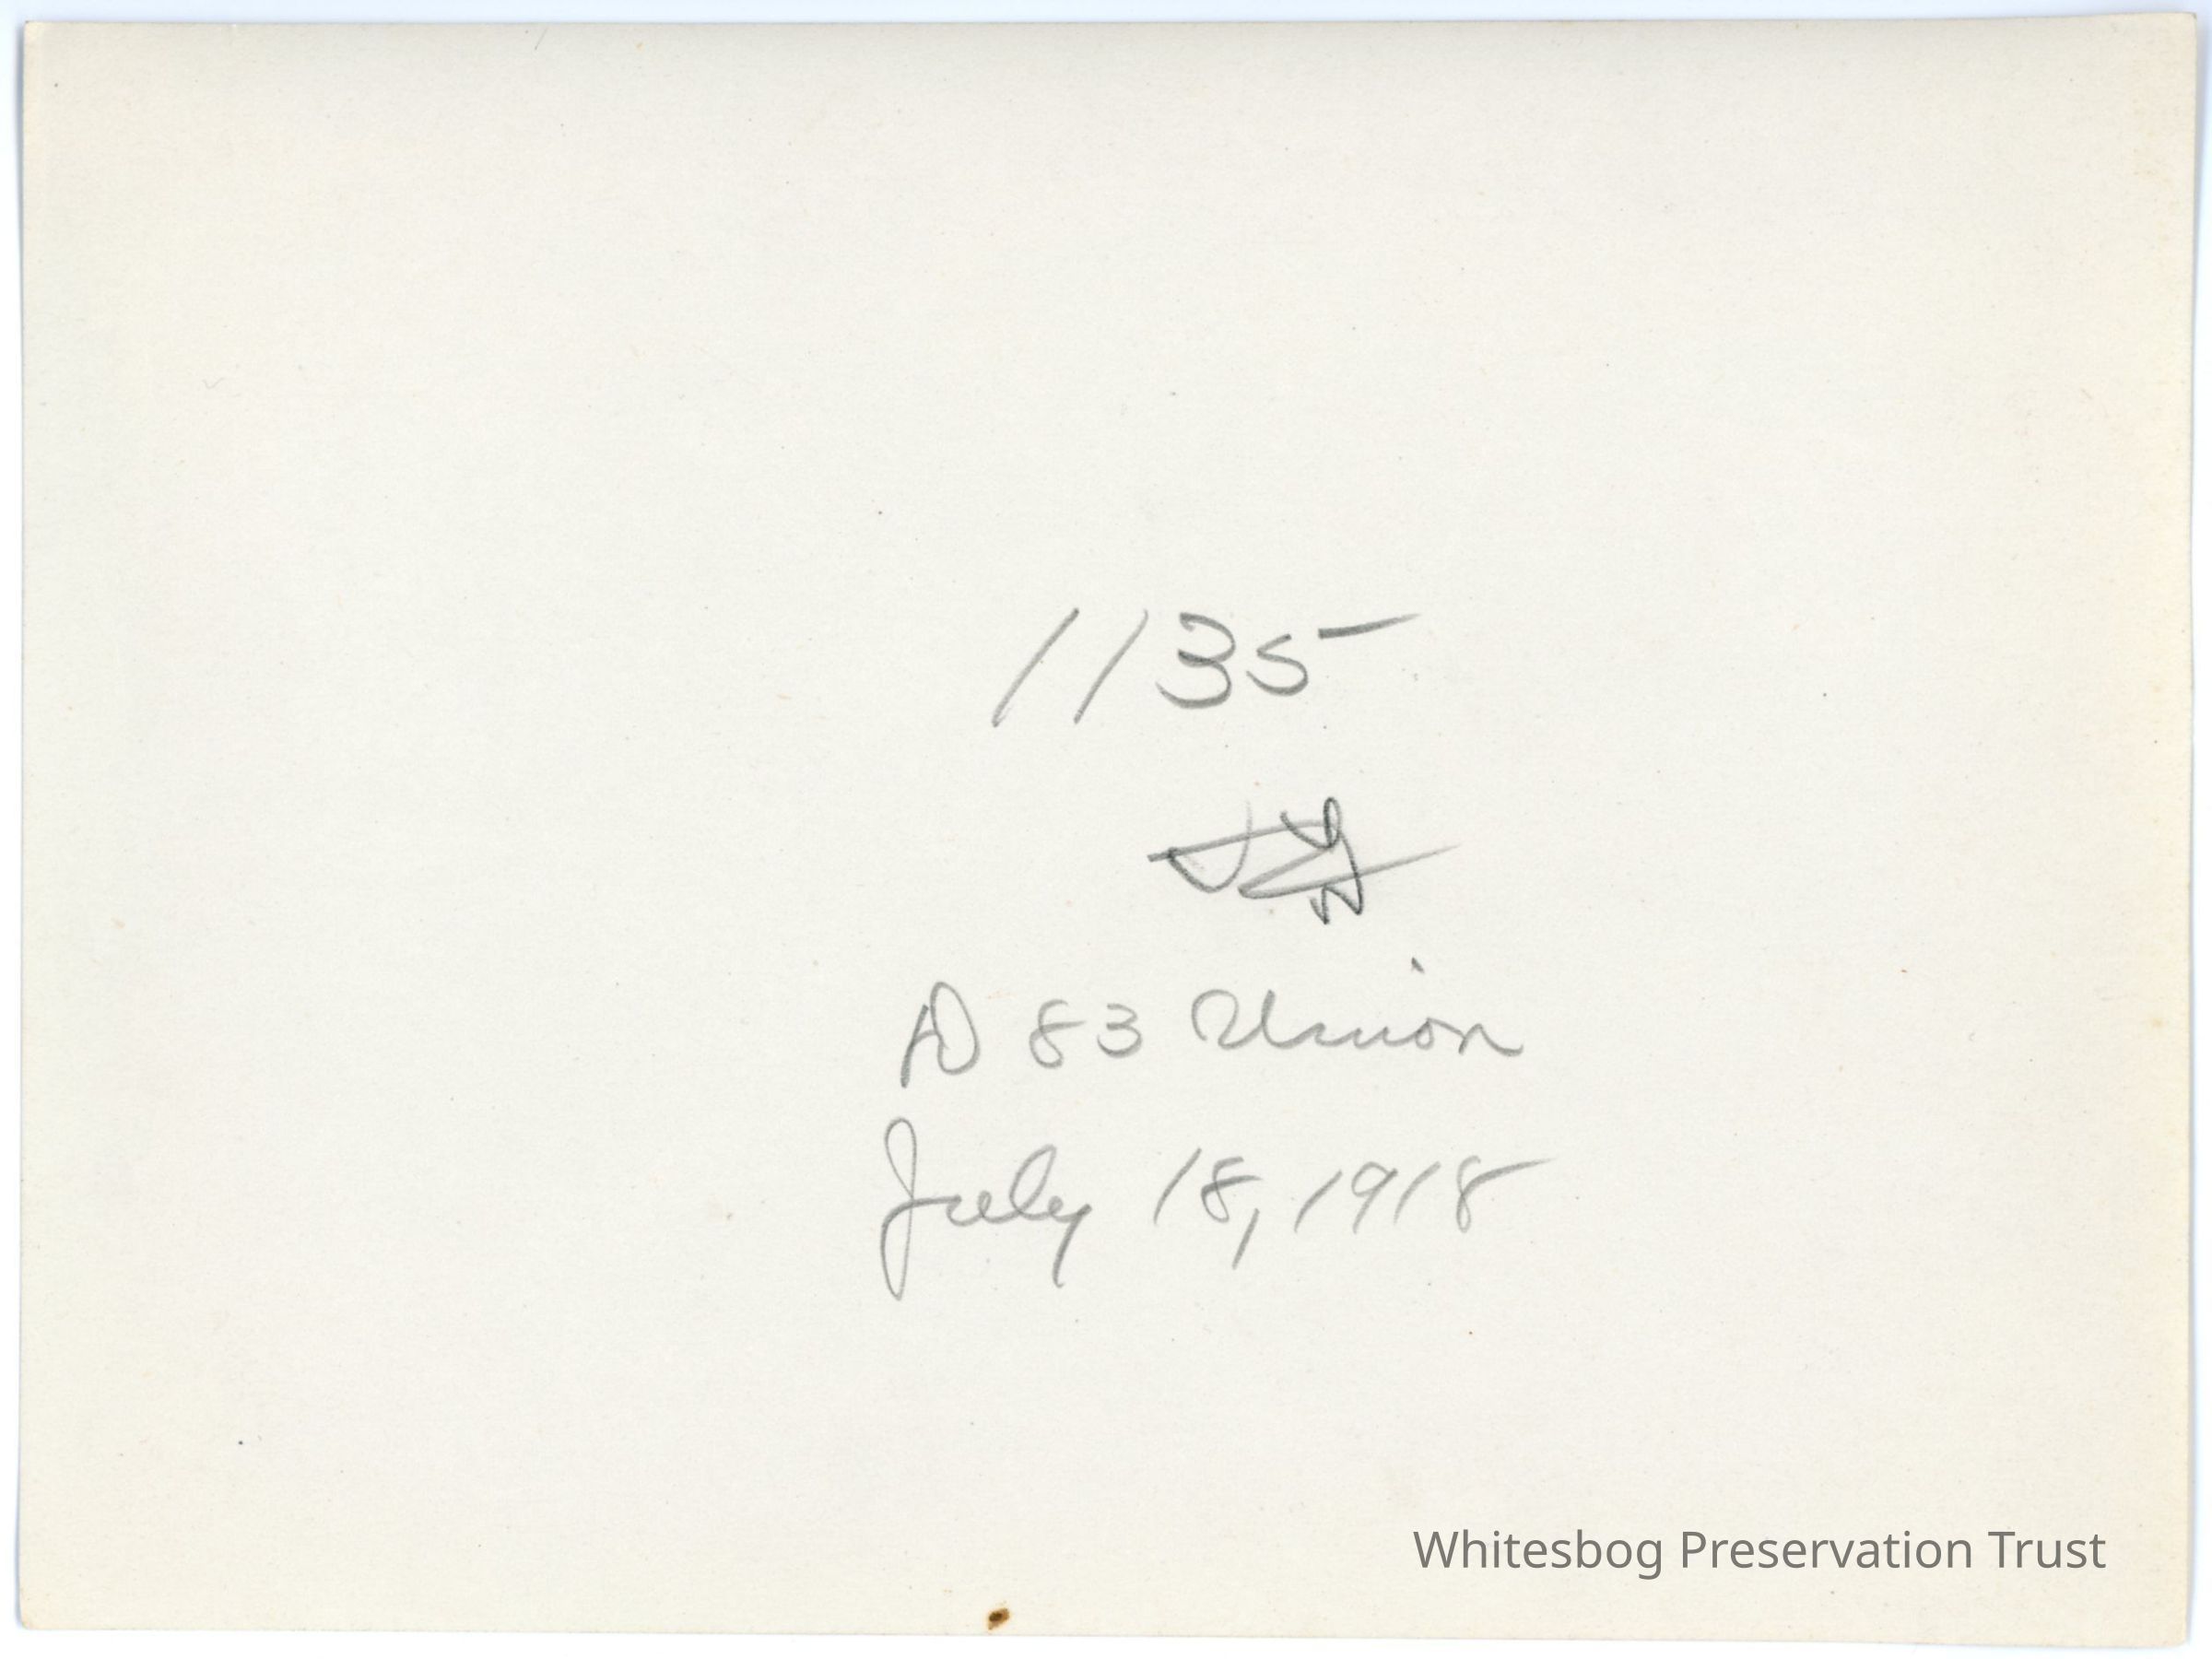 1135
D 83 Union
July 18, 1918
Whitesbog Preservation Trust